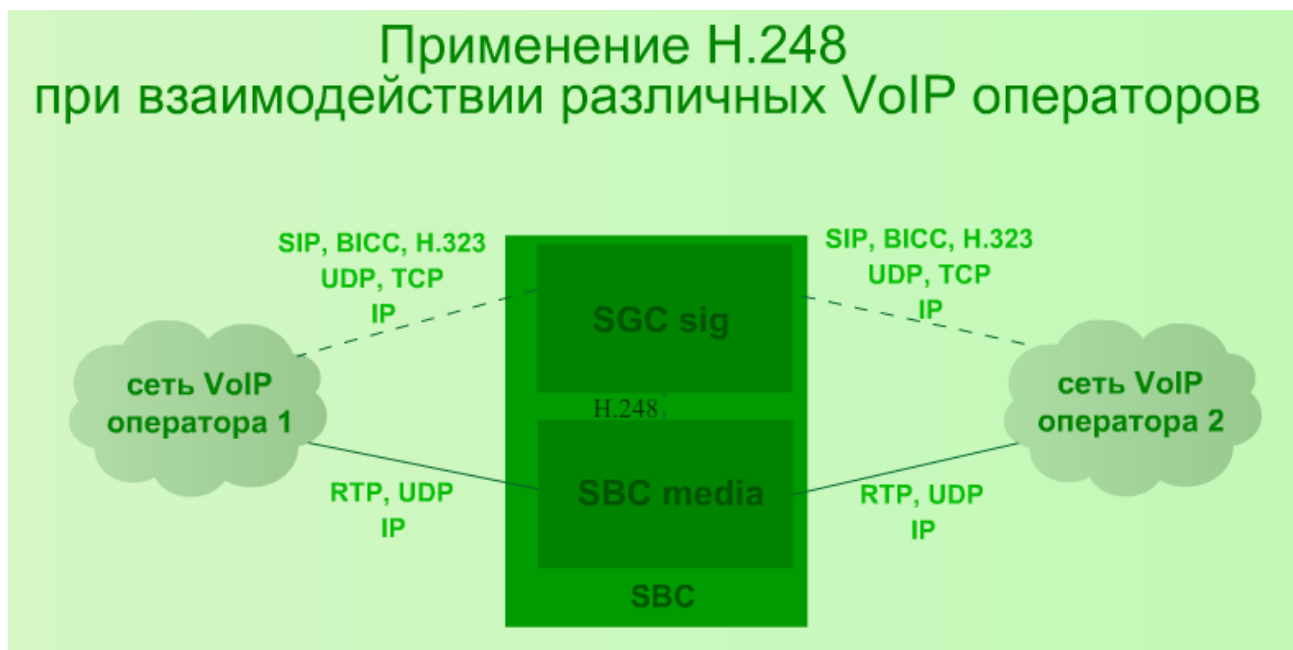 Применение H.248
при взаимодействии различных VoIP операторов
SIP, BICC, H.323
UDP, TCP
IP
SIP, BICC, H.323
UDP, TCP
IP
SGC sig
сеть VoIP
оператора 1
H.248
сеть VoIP
оператора 2
SBC media
RTP, UDP
IP
RTP, UDP
IP
SBC